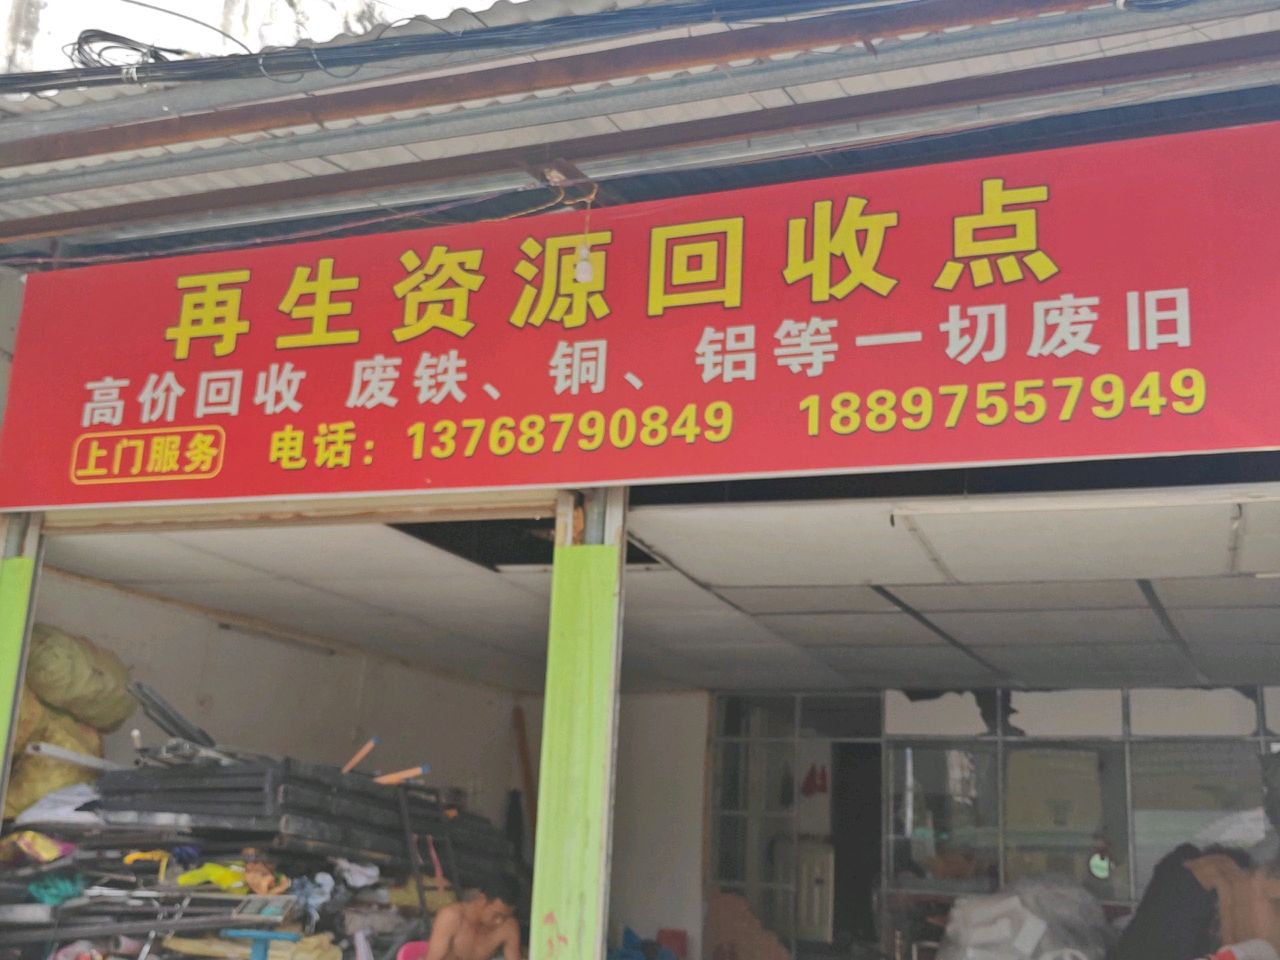 再生资源回收点
高价回收 废铁、铜、铝等一切废旧
上门服务 电话：13768790849 18897557949